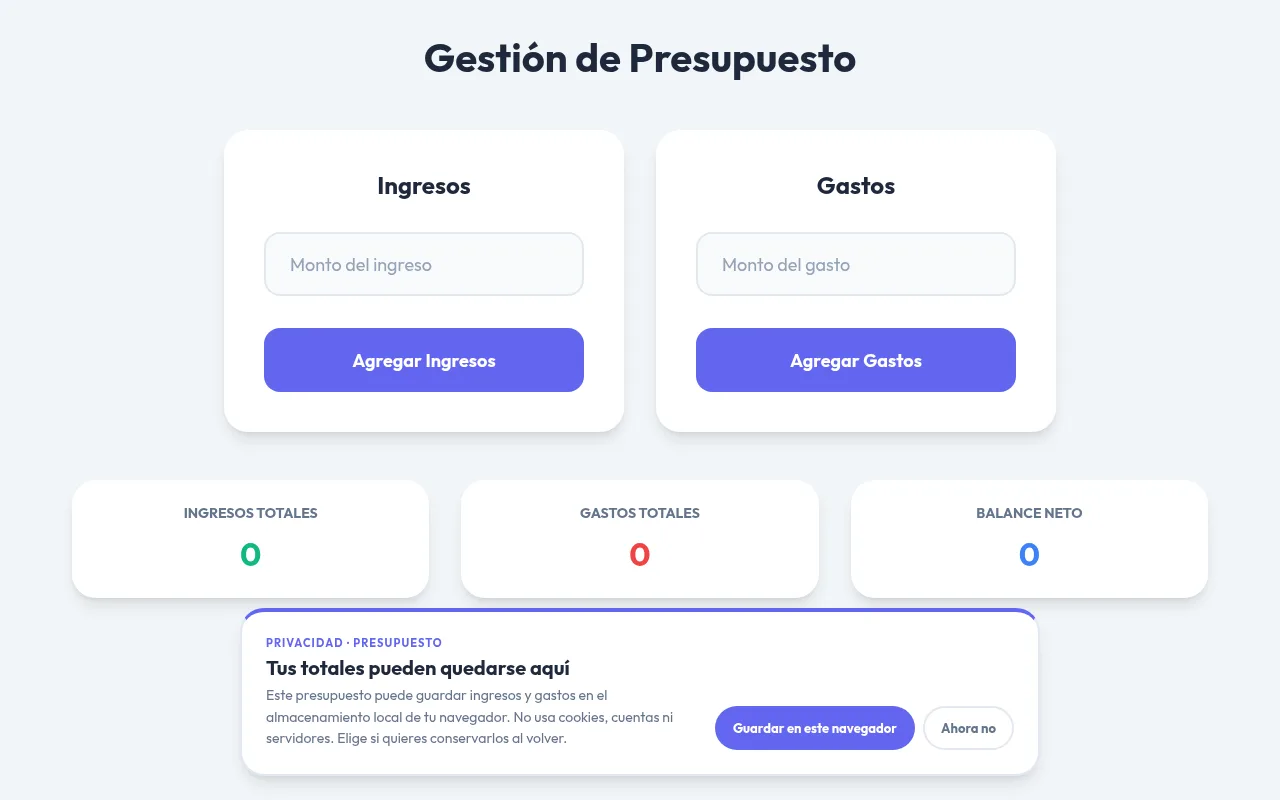 Gestión de Presupuesto
Ingresos
Monto del ingreso
Agregar Ingresos
Gastos
Monto del gasto
Agregar Gastos
INGRESOS TOTALES
0
GASTOS TOTALES
0
BALANCE NETO
0
PRIVACIDAD · PRESUPUESTO
Tus totales pueden quedarse aquí
Este presupuesto puede guardar ingresos y gastos en el
almacenamiento local de tu navegador. No usa cookies, cuentas ni
servidores. Elige si quieres conservarlos al volver.
Guardar en este navegador
Ahora no